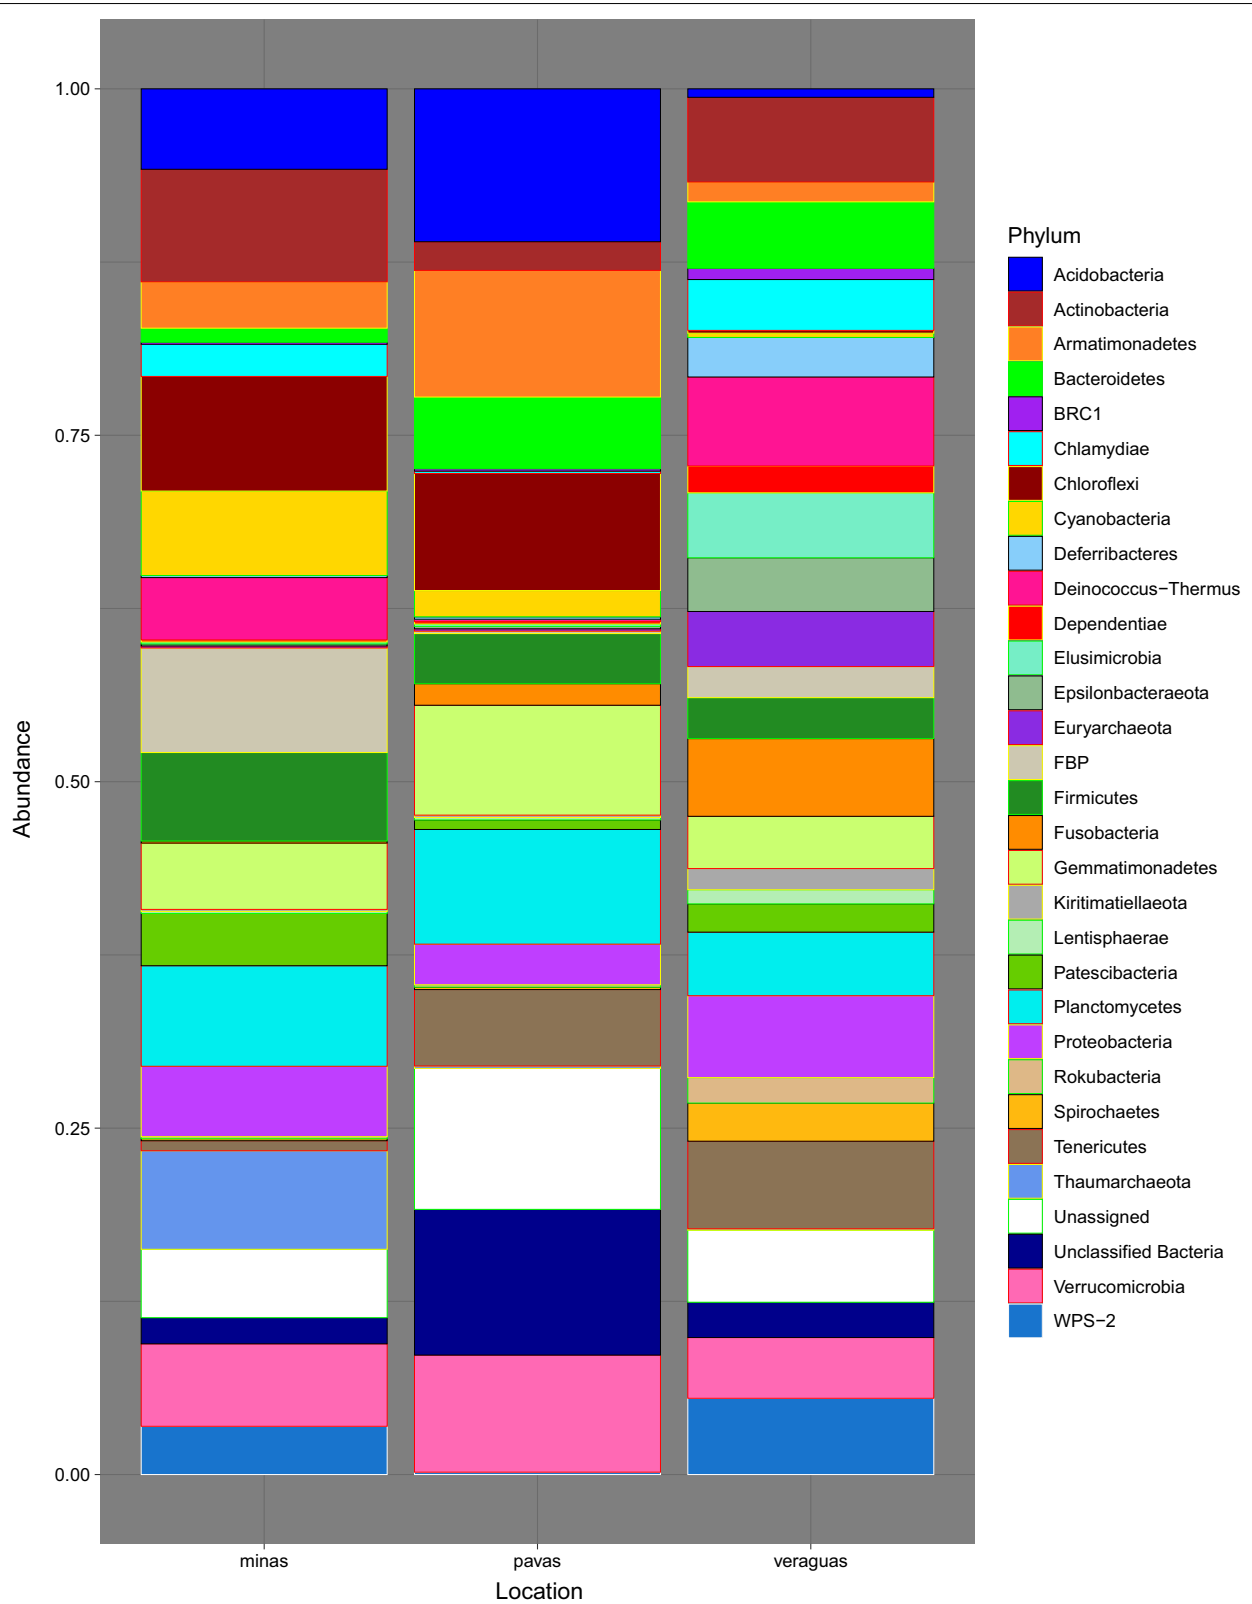 1.00
0.75
0.50
0.25
0.00
Abundance
minas
pavas
veraguas
Location
Phylum
Acidobacteria
Actinobacteria
Armatimonadetes
Bacteroidetes
BRC1
Chlamydiae
Chloroflexi
Cyanobacteria
Deferribacteres
Deinococcus−Thermus
Dependentiae
Elusimicrobia
Epsilonbacteraeota
Euryarchaeota
FBP
Firmicutes
Fusobacteria
Gemmatimonadetes
Kiritimatiellaeota
Lentisphaerae
Patescibacteria
Planctomycetes
Proteobacteria
Rokubacteria
Spirochaetes
Tenericutes
Thaumarchaeota
Unassigned
Unclassified Bacteria
Verrucomicrobia
WPS−2